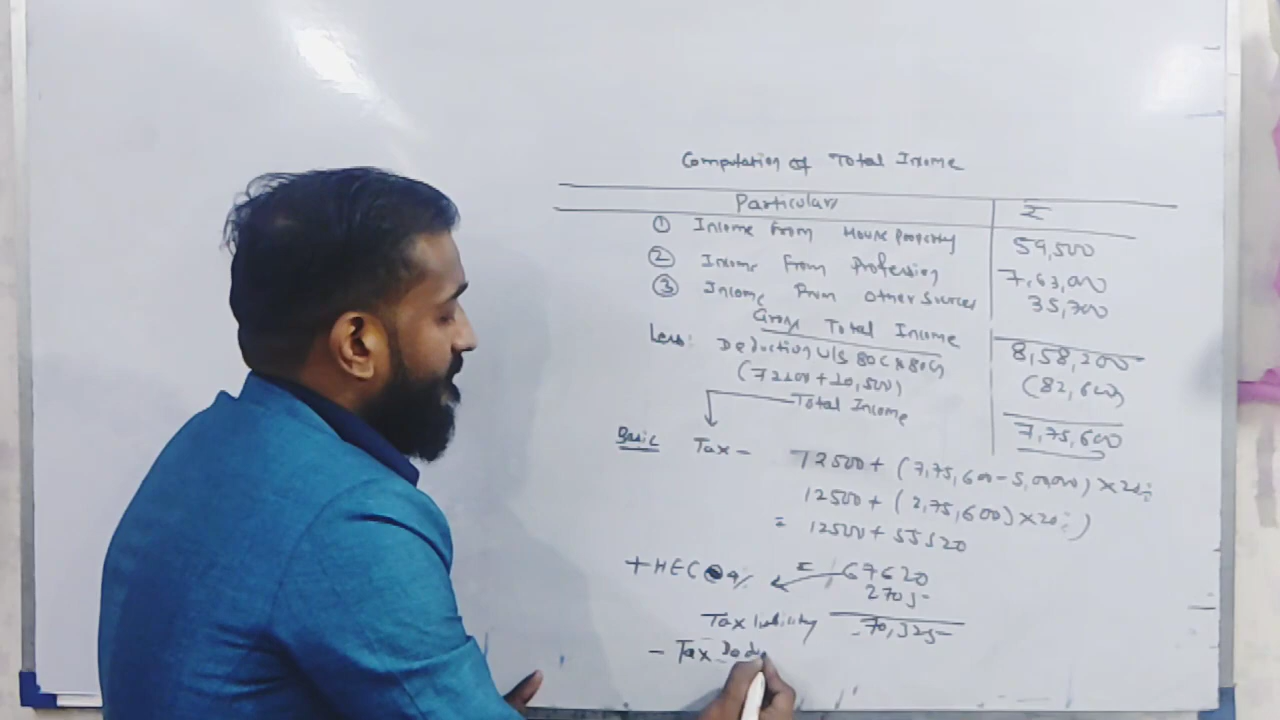 Computation of Total Income
Particulars ₹
① Income From House Property 59,500
② Income From Profession 7,63,000
③ Income From other Sources 35,700
Gross Total Income 8,58,200
Less: Deduction U/S 80C & 80G (82,600)
(72100+10,500)
Total Income 7,75,600
Basic Tax - 12500 + (7,75,600-5,00,000) × 20%
12500 + (2,75,600) × 20%)
= 12500 + 55120
+HEC@4% = 67620
2705
Tax liability 70,325
- Tax Dedu